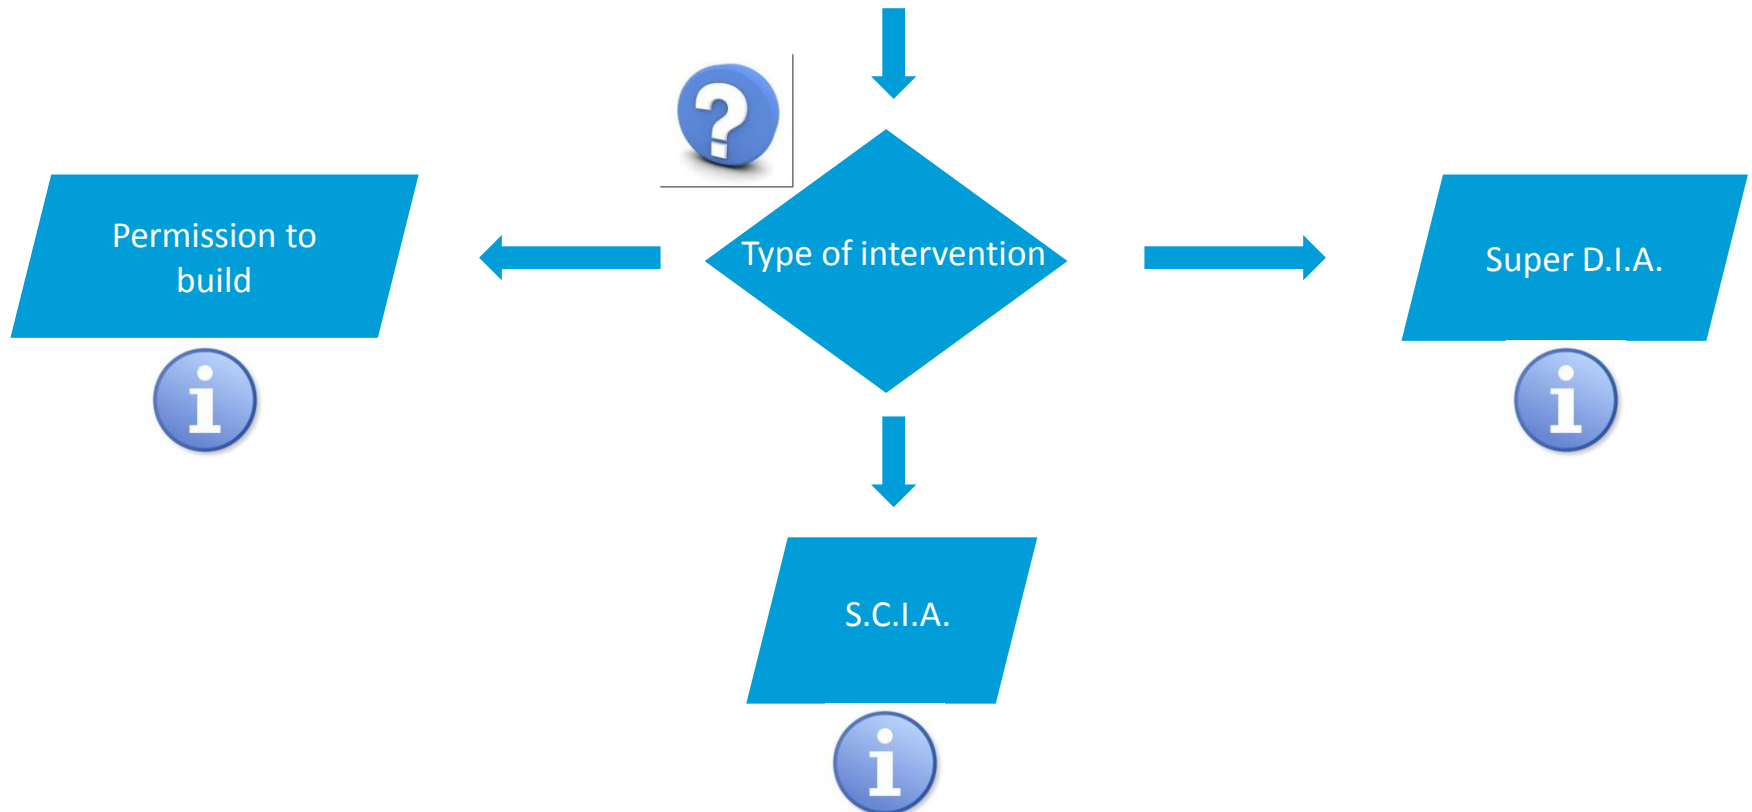 ?
Permission to
build
Type of intervention
Super D.I.A.
i
i
S.C.I.A.
i